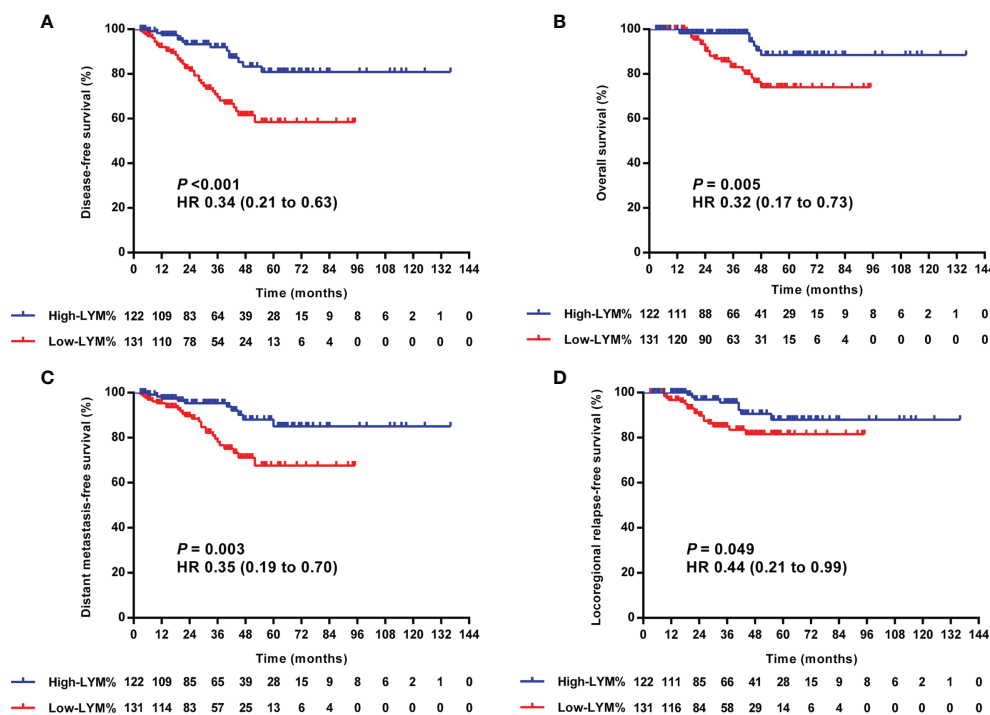 A
Disease-free survival (%)
100
80
60
40
20
0
P <0.001
HR 0.34 (0.21 to 0.63)
0 12 24 36 48 60 72 84 96 108 120 132 144
Time (months)
High-LYM% 122 109 83 64 39 28 15 9 8 6 2 1 0
Low-LYM% 131 110 78 54 24 13 6 4 0 0 0 0 0
B
Overall survival (%)
100
80
60
40
20
0
P = 0.005
HR 0.32 (0.17 to 0.73)
0 12 24 36 48 60 72 84 96 108 120 132 144
Time (months)
High-LYM% 122 111 88 66 41 29 15 9 8 6 2 1 0
Low-LYM% 131 120 90 63 31 15 6 4 0 0 0 0 0
C
Distant metastasis-free survival (%)
100
80
60
40
20
0
P = 0.003
HR 0.35 (0.19 to 0.70)
0 12 24 36 48 60 72 84 96 108 120 132 144
Time (months)
High-LYM% 122 109 85 65 39 28 15 9 8 6 2 1 0
Low-LYM% 131 114 83 57 25 13 6 4 0 0 0 0 0
D
Locoregional relapse-free survival (%)
100
80
60
40
20
0
P = 0.049
HR 0.44 (0.21 to 0.99)
0 12 24 36 48 60 72 84 96 108 120 132 144
Time (months)
High-LYM% 122 111 85 66 41 28 15 9 8 6 2 1 0
Low-LYM% 131 116 84 58 29 14 6 4 0 0 0 0 0